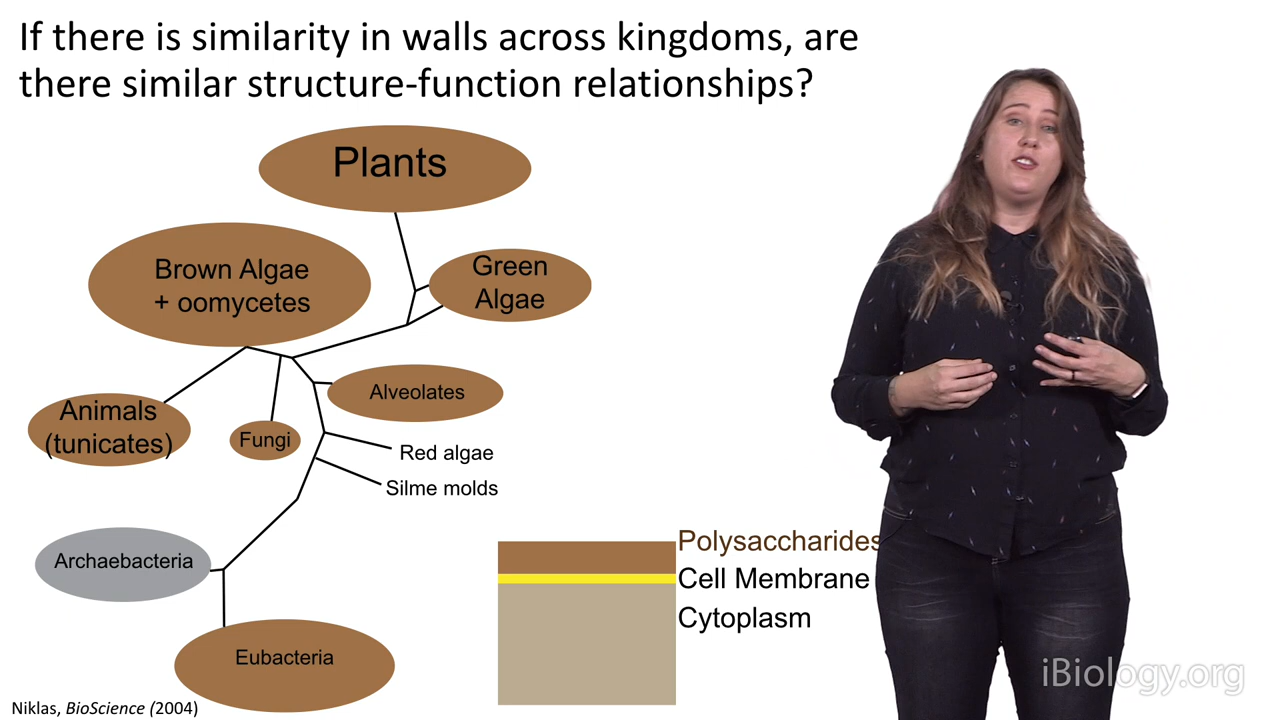 If there is similarity in walls across kingdoms, are
there similar structure-function relationships?
Plants
Brown Algae
+ oomycetes
Green
Algae
Alveolates
Animals
(tunicates)
Fungi
Red algae
Silme molds
Archaebacteria
Polysaccharides
Cell Membrane
Cytoplasm
Eubacteria
Niklas, BioScience (2004)
iBiology.org